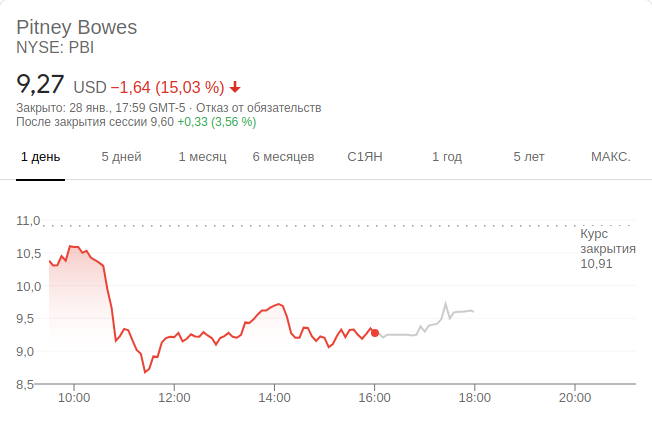 Pitney Bowes
NYSE: PBI
9,27 USD −1,64 (15,03 %)
Закрыто: 28 янв., 17:59 GMT-5 · Отказ от обязательств
После закрытия сессии 9,60 +0,33 (3,56 %)
1 день 5 дней 1 месяц 6 месяцев С1ЯН 1 год 5 лет МАКС.
11,0
Курс
закрытия
10,91
10,5
10,0
9,5
9,0
8,5
10:00 12:00 14:00 16:00 18:00 20:00